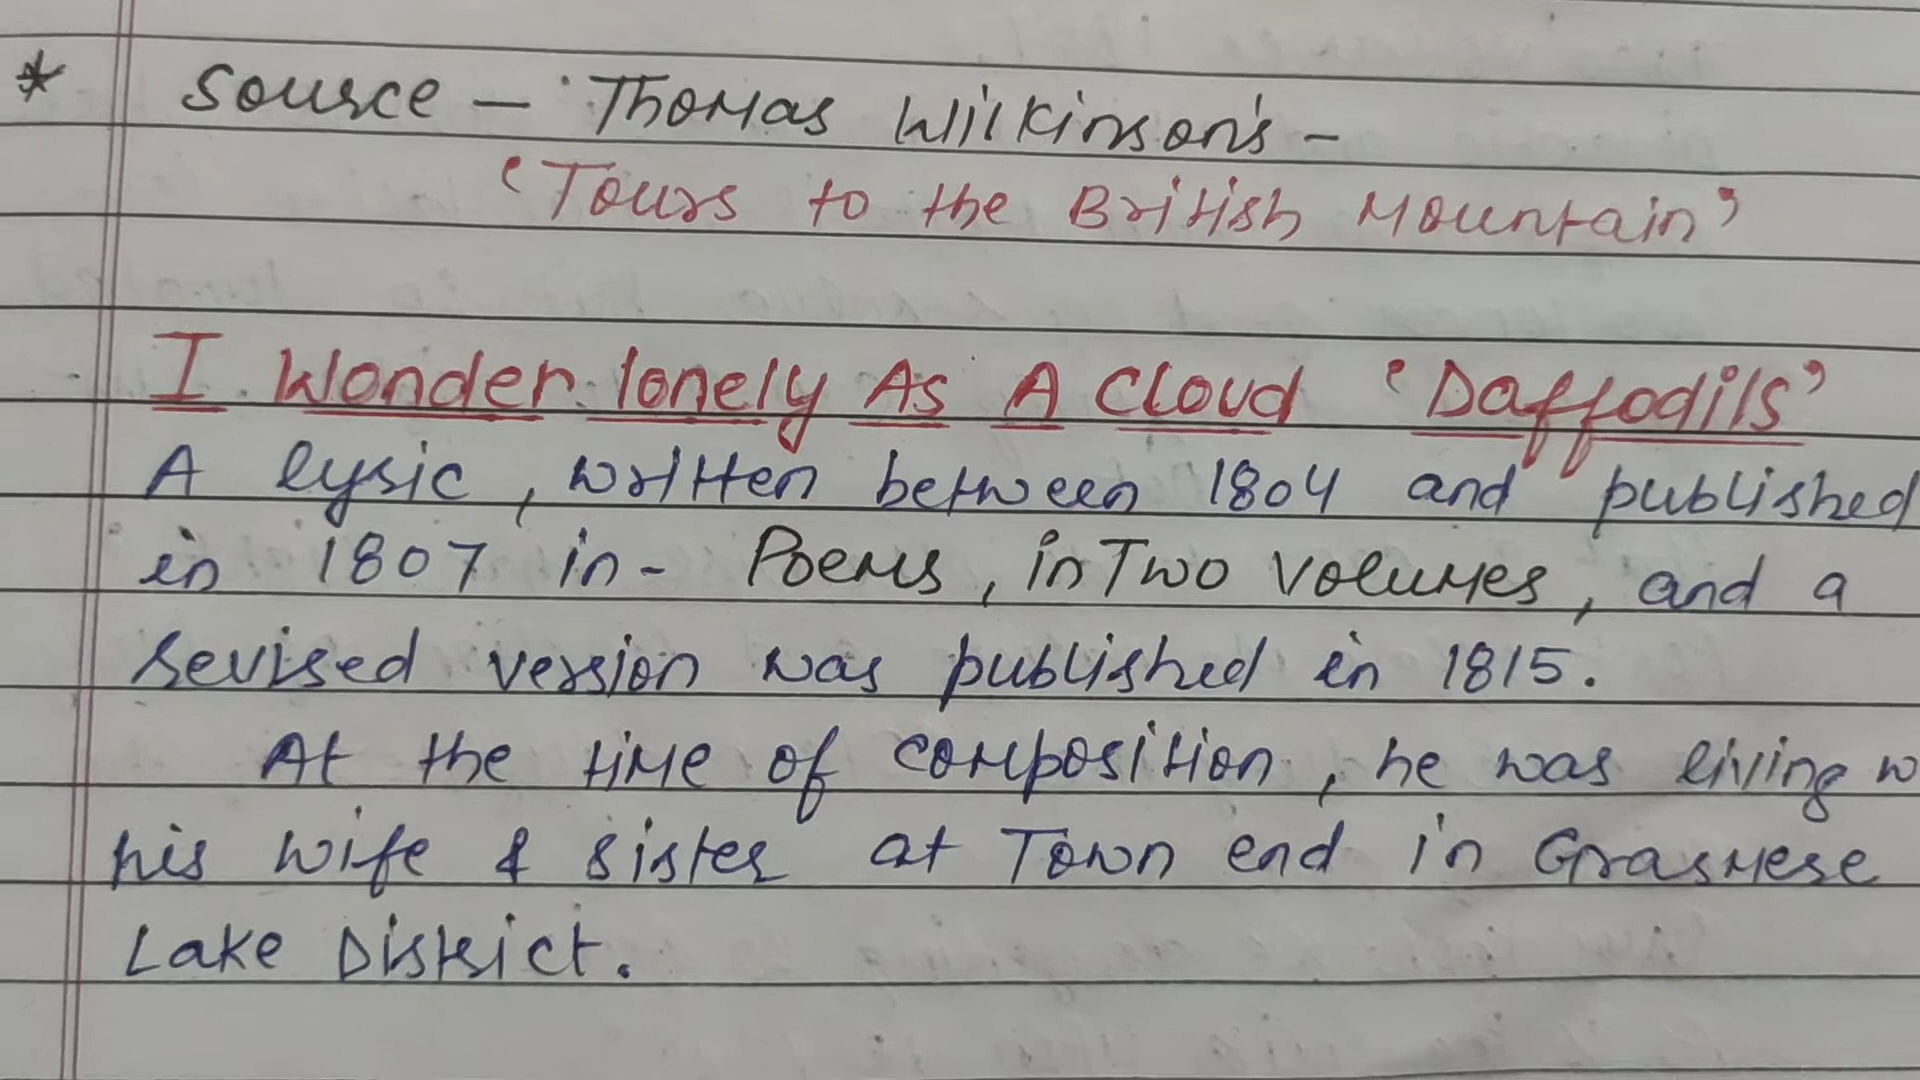 * Source - Thomas Wilkinson's -
'Tours to the British Mountain'
I Wonder lonely As A Cloud 'Daffodils'
A lyric, written between 1804 and published
in 1807 in - Poems, in Two Volumes, and a
revised version was published in 1815.
At the time of composition, he was living w
his wife & sister at Town end in Grasmere
Lake District.